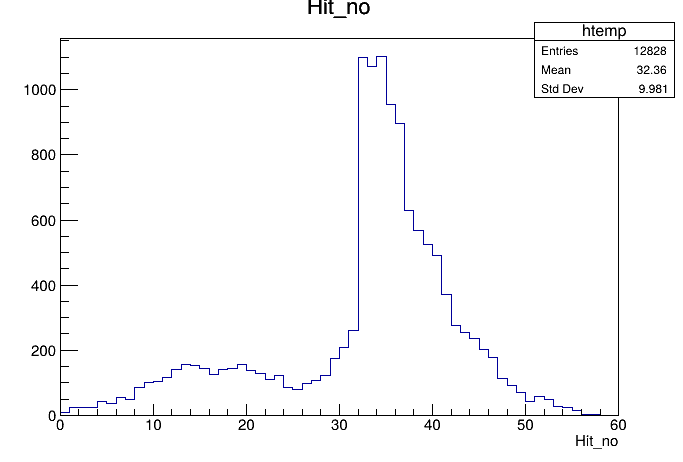 Hit_no
htemp
Entries 12828
Mean 32.36
Std Dev 9.981
1000
800
600
400
200
0
0 10 20 30 40 50 60
Hit_no